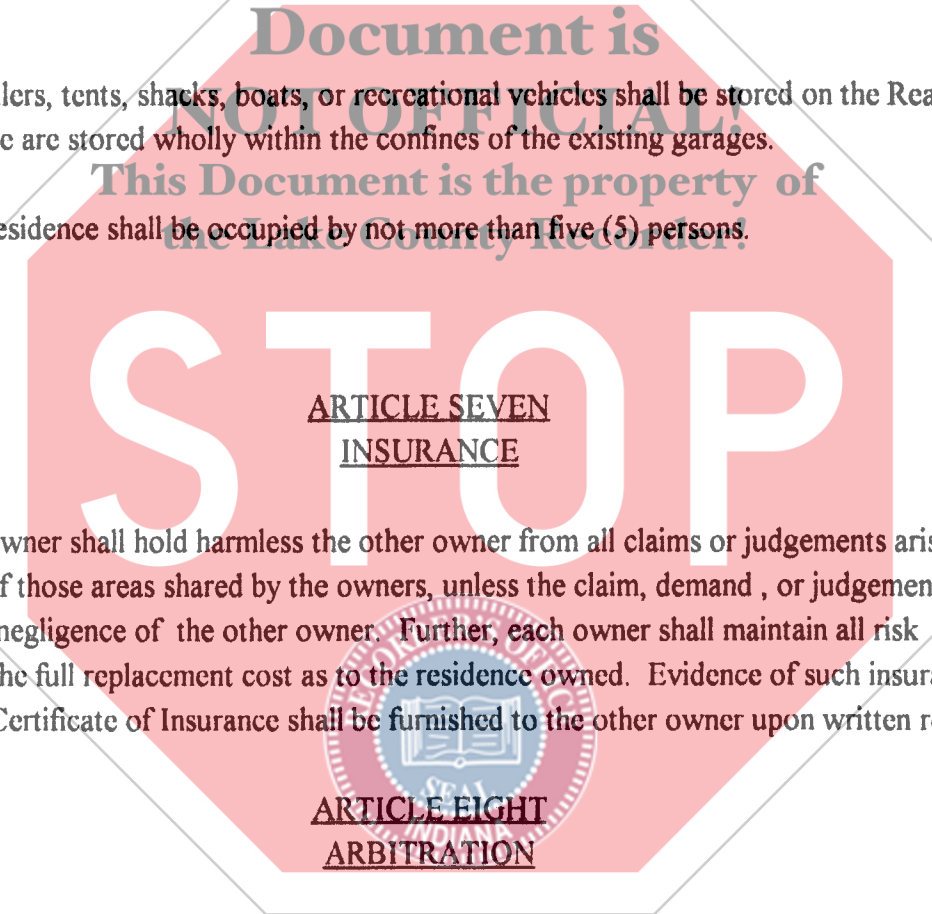 Document is
lers, tents, shacks, boats, or recreational vehicles shall be stored on the Rea
NOT OFFICIAL!
e are stored wholly within the confines of the existing garages.
This Document is the property of
esidence shall be occupied by not more than five (5) persons.
the Lake County Recorder!
STOP
ARTICLE SEVEN
INSURANCE
wner shall hold harmless the other owner from all claims or judgements aris
f those areas shared by the owners, unless the claim, demand , or judgemen
negligence of the other owner. Further, each owner shall maintain all risk
he full replacement cost as to the residence owned. Evidence of such insura
Certificate of Insurance shall be furnished to the other owner upon written re
RECORDER'S OFFICE
SEAL
INDIANA
ARTICLE EIGHT
ARBITRATION